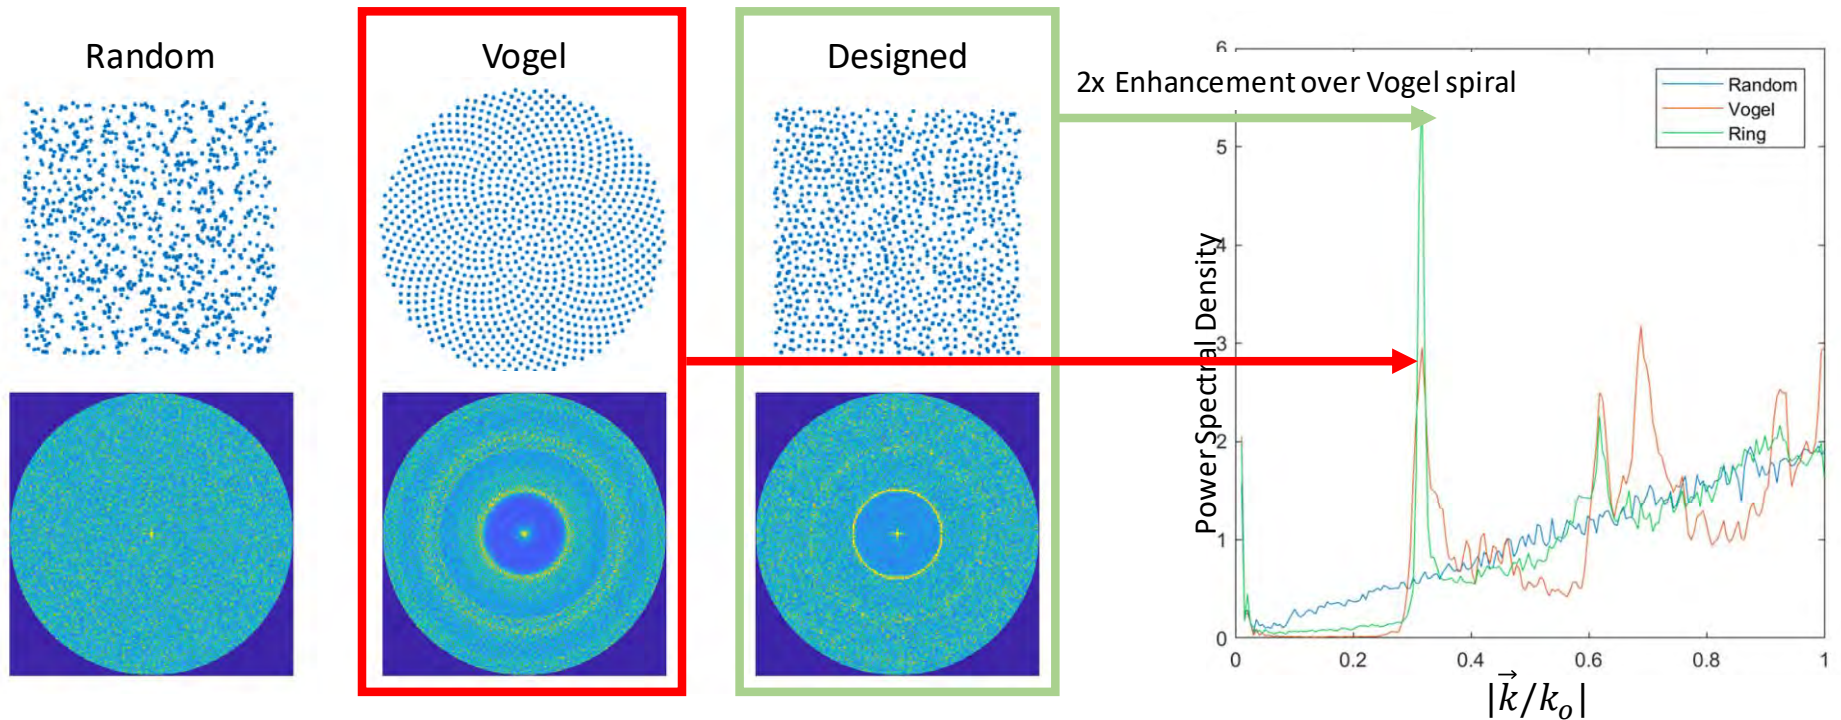 Random
Vogel
Designed
2x Enhancement over Vogel spiral
Random
Vogel
Ring
Power Spectral Density
6
5
4
3
2
1
0
0
0.2
0.4
0.6
0.8
1
|k⃗/kₒ|